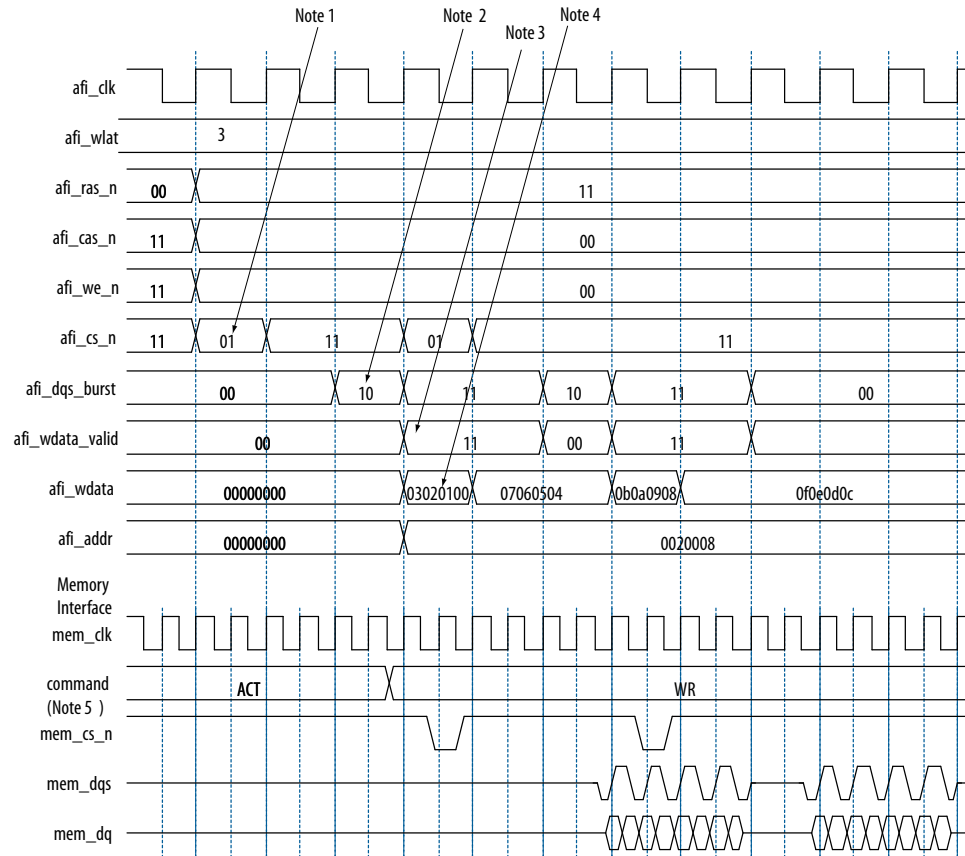 Note 1
Note 2
Note 3
Note 4
afi_clk
afi_wlat 3
afi_ras_n 00 11
afi_cas_n 11 00
afi_we_n 11 00
afi_cs_n 11 01 11 01 11
afi_dqs_burst 00 10 11 10 11 00
afi_wdata_valid 00 11 00 11
afi_wdata 00000000 03020100 07060504 0b0a0908 0f0e0d0c
afi_addr 00000000 0020008
Memory
Interface
mem_clk
command ACT WR
(Note 5 )
mem_cs_n
mem_dqs
mem_dq